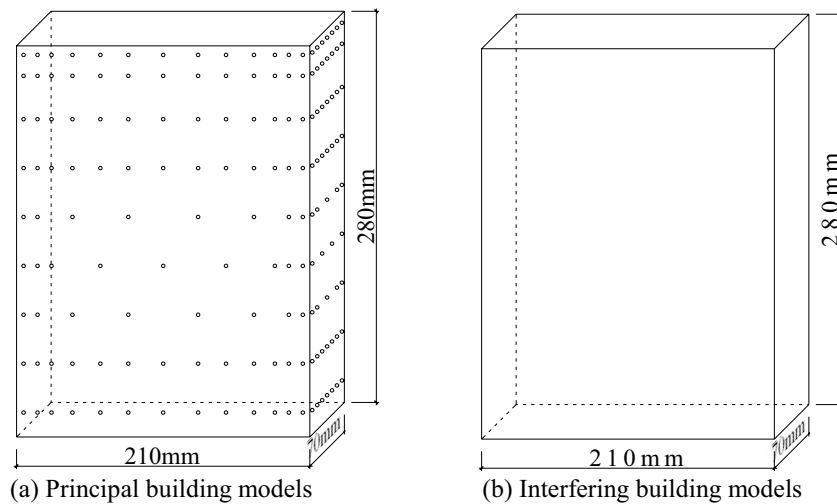 280mm
210mm
70mm
(a) Principal building models
280mm
210mm
70mm
(b) Interfering building models